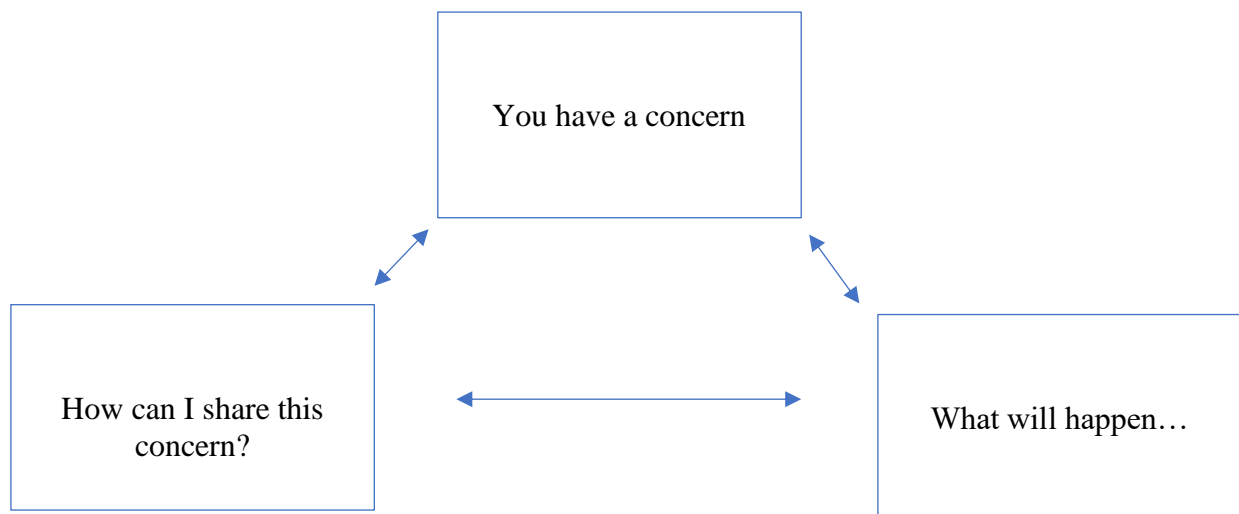 You have a concern
How can I share this
concern?
What will happen…